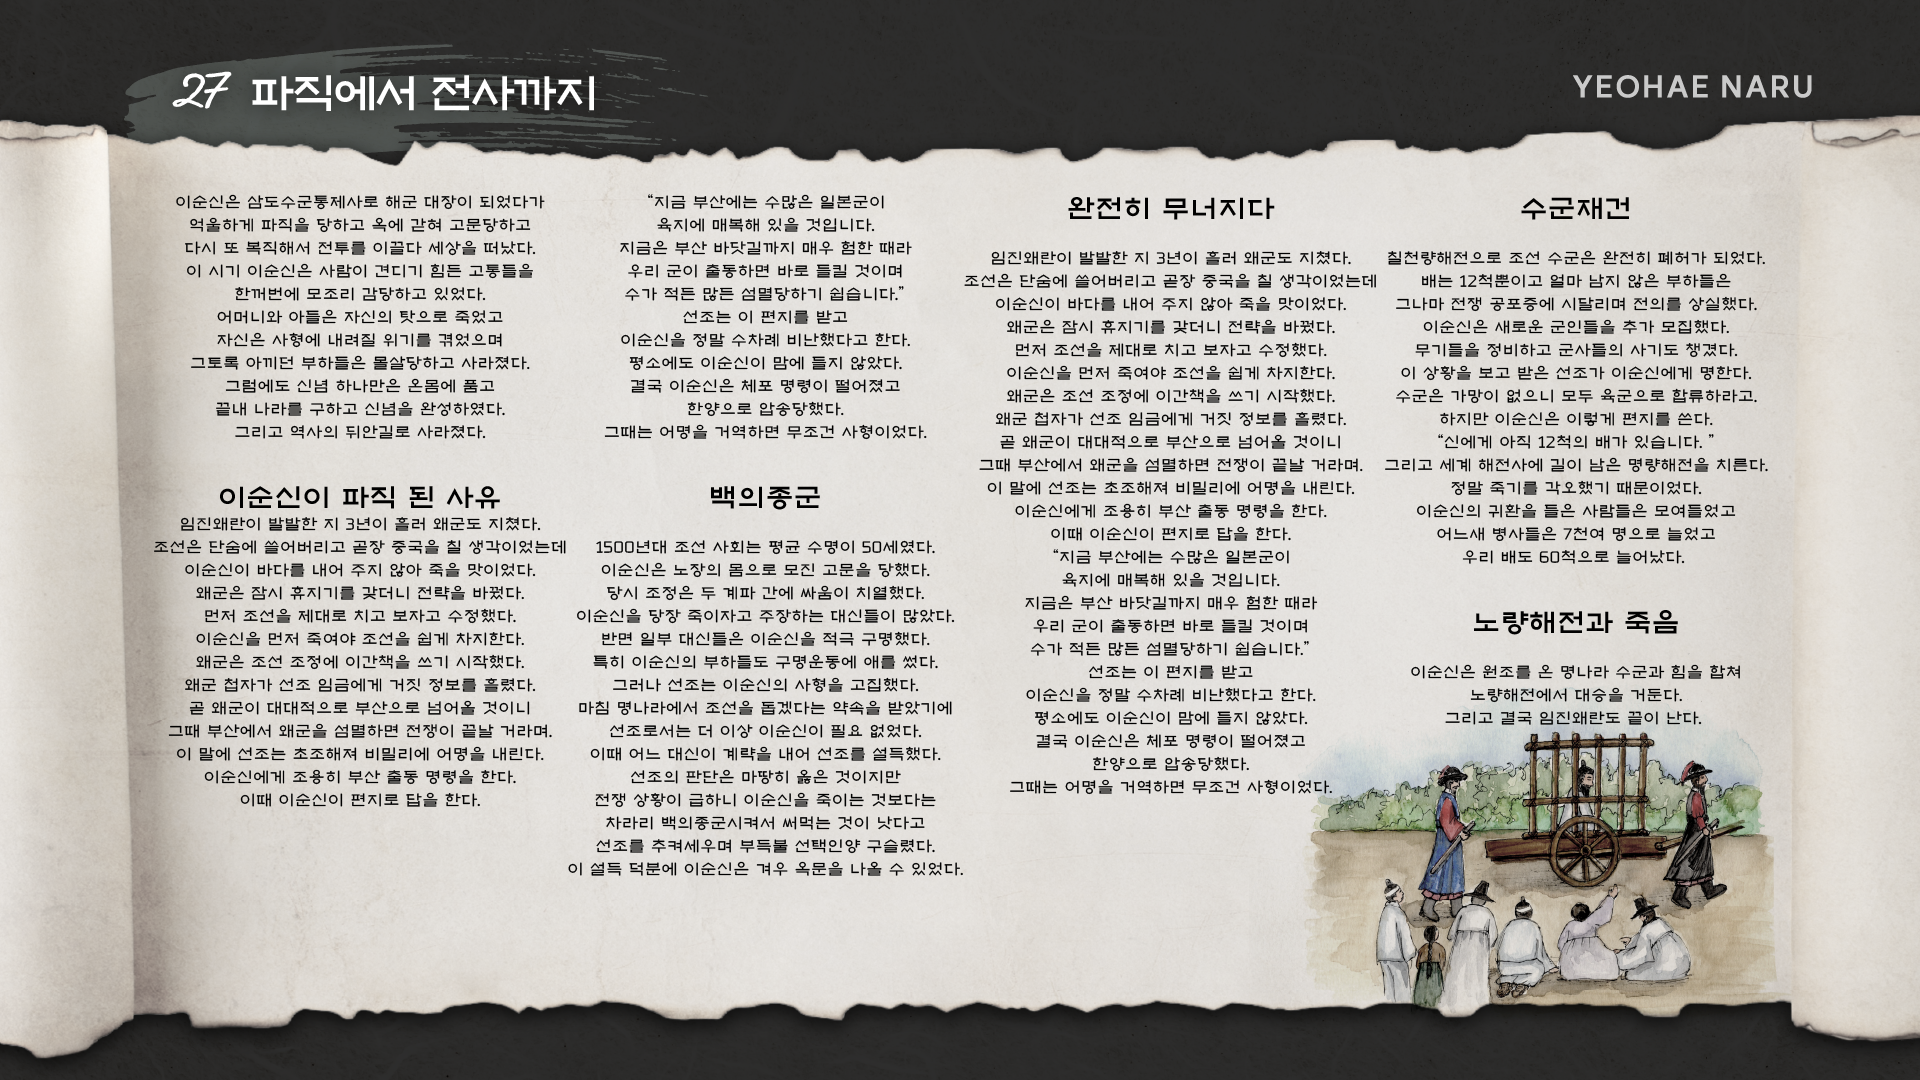 27 파직에서 전사까지
YEOHAE NARU
이순신은 삼도수군통제사로 해군 대장이 되었다가
억울하게 파직을 당하고 옥에 갇혀 고문당하고
다시 또 복직해서 전투를 이끌다 세상을 떠났다.
이 시기 이순신은 사람이 견디기 힘든 고통들을
한꺼번에 모조리 감당하고 있었다.
어머니와 아들은 자신의 탓으로 죽었고
자신은 사형에 내려질 위기를 겪었으며
그토록 아끼던 부하들은 몰살당하고 사라졌다.
그럼에도 신념 하나만은 온몸에 품고
끝내 나라를 구하고 신념을 완성하였다.
그리고 역사의 뒤안길로 사라졌다.
이순신이 파직 된 사유
임진왜란이 발발한 지 3년이 흘러 왜군도 지쳤다.
조선은 단숨에 쓸어버리고 곧장 중국을 칠 생각이었는데
이순신이 바다를 내어 주지 않아 죽을 맛이었다.
왜군은 잠시 휴지기를 갖더니 전략을 바꿨다.
먼저 조선을 제대로 치고 보자고 수정했다.
이순신을 먼저 죽여야 조선을 쉽게 차지한다.
왜군은 조선 조정에 이간책을 쓰기 시작했다.
왜군 첩자가 선조 임금에게 거짓 정보를 흘렸다.
곧 왜군이 대대적으로 부산으로 넘어올 것이니
그때 부산에서 왜군을 섬멸하면 전쟁이 끝날 거라며.
이 말에 선조는 초조해져 비밀리에 어명을 내린다.
이순신에게 조용히 부산 출동 명령을 한다.
이때 이순신이 편지로 답을 한다.
“지금 부산에는 수많은 일본군이
육지에 매복해 있을 것입니다.
지금은 부산 바닷길까지 매우 험한 때라
우리 군이 출동하면 바로 들킬 것이며
수가 적든 많든 섬멸당하기 쉽습니다.”
선조는 이 편지를 받고
이순신을 정말 수차례 비난했다고 한다.
평소에도 이순신이 맘에 들지 않았다.
결국 이순신은 체포 명령이 떨어졌고
한양으로 압송당했다.
그때는 어명을 거역하면 무조건 사형이었다.
백의종군
1500년대 조선 사회는 평균 수명이 50세였다.
이순신은 노장의 몸으로 모진 고문을 당했다.
당시 조정은 두 계파 간에 싸움이 치열했다.
이순신을 당장 죽이자고 주장하는 대신들이 많았다.
반면 일부 대신들은 이순신을 적극 구명했다.
특히 이순신의 부하들도 구명운동에 애를 썼다.
그러나 선조는 이순신의 사형을 고집했다.
마침 명나라에서 조선을 돕겠다는 약속을 받았기에
선조로서는 더 이상 이순신이 필요 없었다.
이때 어느 대신이 계략을 내어 선조를 설득했다.
선조의 판단은 마땅히 옳은 것이지만
전쟁 상황이 급하니 이순신을 죽이는 것보다는
차라리 백의종군시켜서 써먹는 것이 낫다고
선조를 추켜세우며 부득불 선택인양 구슬렸다.
이 설득 덕분에 이순신은 겨우 옥문을 나올 수 있었다.
완전히 무너지다
임진왜란이 발발한 지 3년이 흘러 왜군도 지쳤다.
조선은 단숨에 쓸어버리고 곧장 중국을 칠 생각이었는데
이순신이 바다를 내어 주지 않아 죽을 맛이었다.
왜군은 잠시 휴지기를 갖더니 전략을 바꿨다.
먼저 조선을 제대로 치고 보자고 수정했다.
이순신을 먼저 죽여야 조선을 쉽게 차지한다.
왜군은 조선 조정에 이간책을 쓰기 시작했다.
왜군 첩자가 선조 임금에게 거짓 정보를 흘렸다.
곧 왜군이 대대적으로 부산으로 넘어올 것이니
그때 부산에서 왜군을 섬멸하면 전쟁이 끝날 거라며.
이 말에 선조는 초조해져 비밀리에 어명을 내린다.
이순신에게 조용히 부산 출동 명령을 한다.
이때 이순신이 편지로 답을 한다.
“지금 부산에는 수많은 일본군이
육지에 매복해 있을 것입니다.
지금은 부산 바닷길까지 매우 험한 때라
우리 군이 출동하면 바로 들킬 것이며
수가 적든 많든 섬멸당하기 쉽습니다.”
선조는 이 편지를 받고
이순신을 정말 수차례 비난했다고 한다.
평소에도 이순신이 맘에 들지 않았다.
결국 이순신은 체포 명령이 떨어졌고
한양으로 압송당했다.
그때는 어명을 거역하면 무조건 사형이었다.
수군재건
칠천량해전으로 조선 수군은 완전히 폐허가 되었다.
배는 12척뿐이고 얼마 남지 않은 부하들은
그나마 전쟁 공포증에 시달리며 전의를 상실했다.
이순신은 새로운 군인들을 추가 모집했다.
무기들을 정비하고 군사들의 사기도 챙겼다.
이 상황을 보고 받은 선조가 이순신에게 명한다.
수군은 가망이 없으니 모두 육군으로 합류하라고.
하지만 이순신은 이렇게 편지를 쓴다.
“신에게 아직 12척의 배가 있습니다. ”
그리고 세계 해전사에 길이 남은 명량해전을 치른다.
정말 죽기를 각오했기 때문이었다.
이순신의 귀환을 들은 사람들은 모여들었고
어느새 병사들은 7천여 명으로 늘었고
우리 배도 60척으로 늘어났다.
노량해전과 죽음
이순신은 원조를 온 명나라 수군과 힘을 합쳐
노량해전에서 대승을 거둔다.
그리고 결국 임진왜란도 끝이 난다.